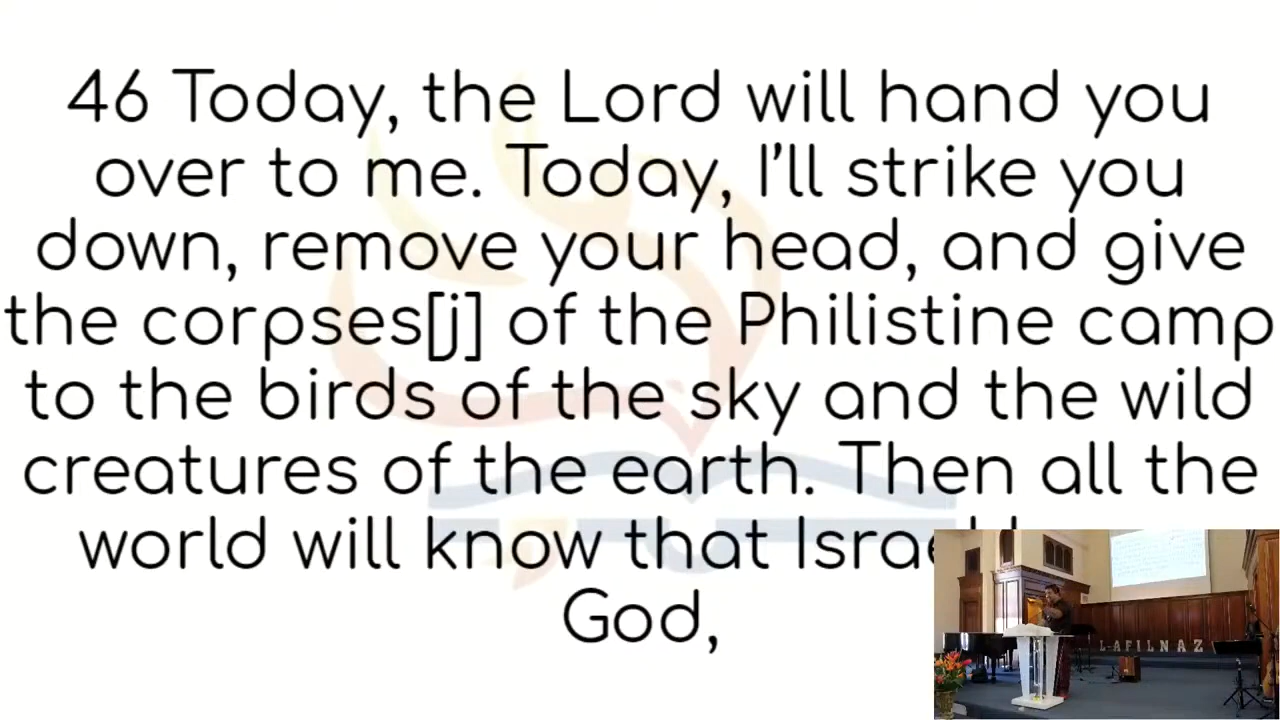 46 Today, the Lord will hand you
over to me. Today, I’ll strike you
down, remove your head, and give
the corpses[j] of the Philistine camp
to the birds of the sky and the wild
creatures of the earth. Then all the
world will know that
God,
LAFILNAZ